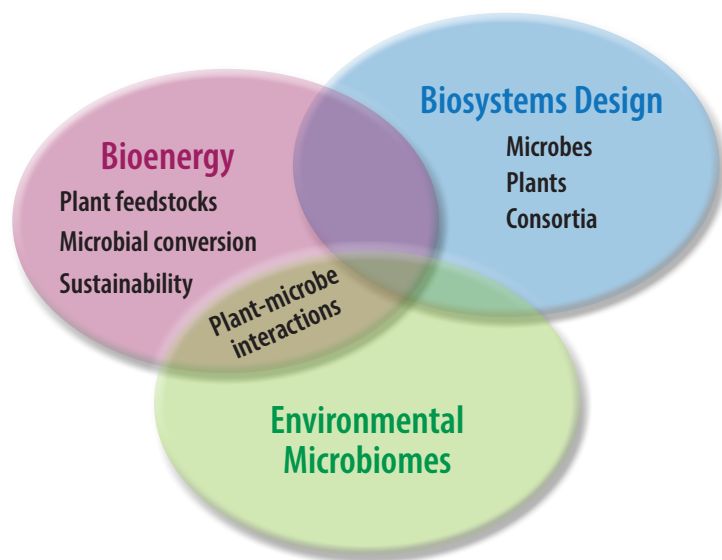 Bioenergy
Plant feedstocks
Microbial conversion
Sustainability
Biosystems Design
Microbes
Plants
Consortia
Plant-microbe
interactions
Environmental
Microbiomes